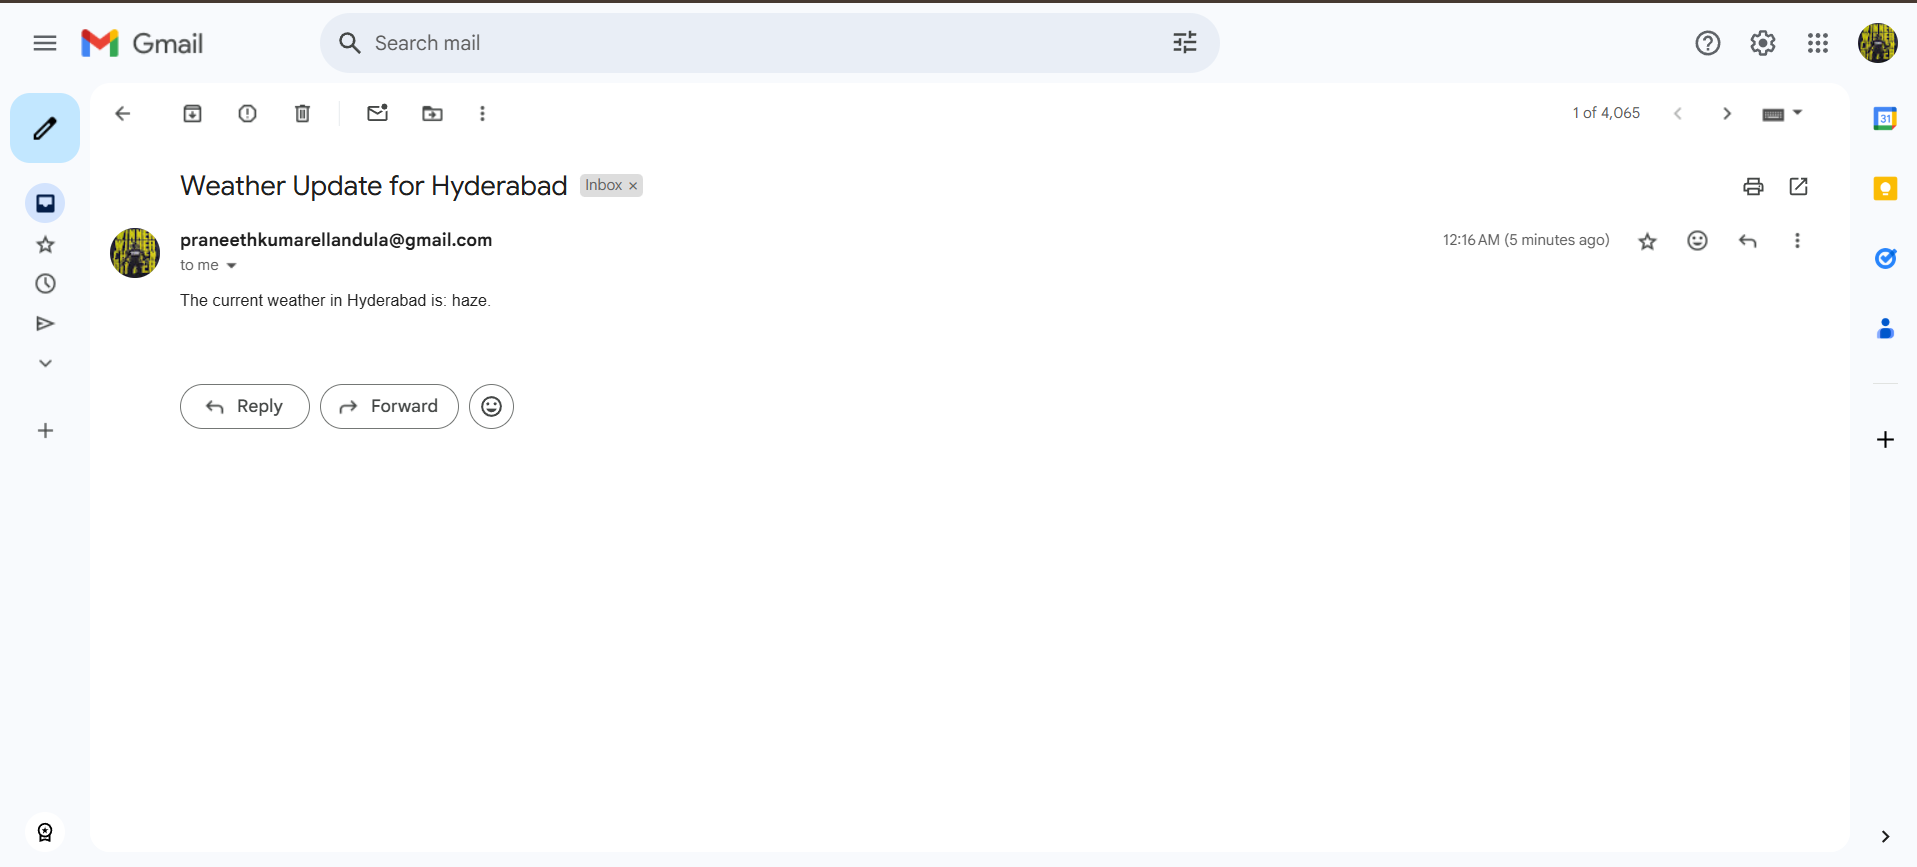 Gmail
Search mail
1 of 4,065
31
Weather Update for Hyderabad Inbox ×
praneethkumarellandula@gmail.com
12:16 AM (5 minutes ago)
to me
The current weather in Hyderabad is: haze.
Reply
Forward